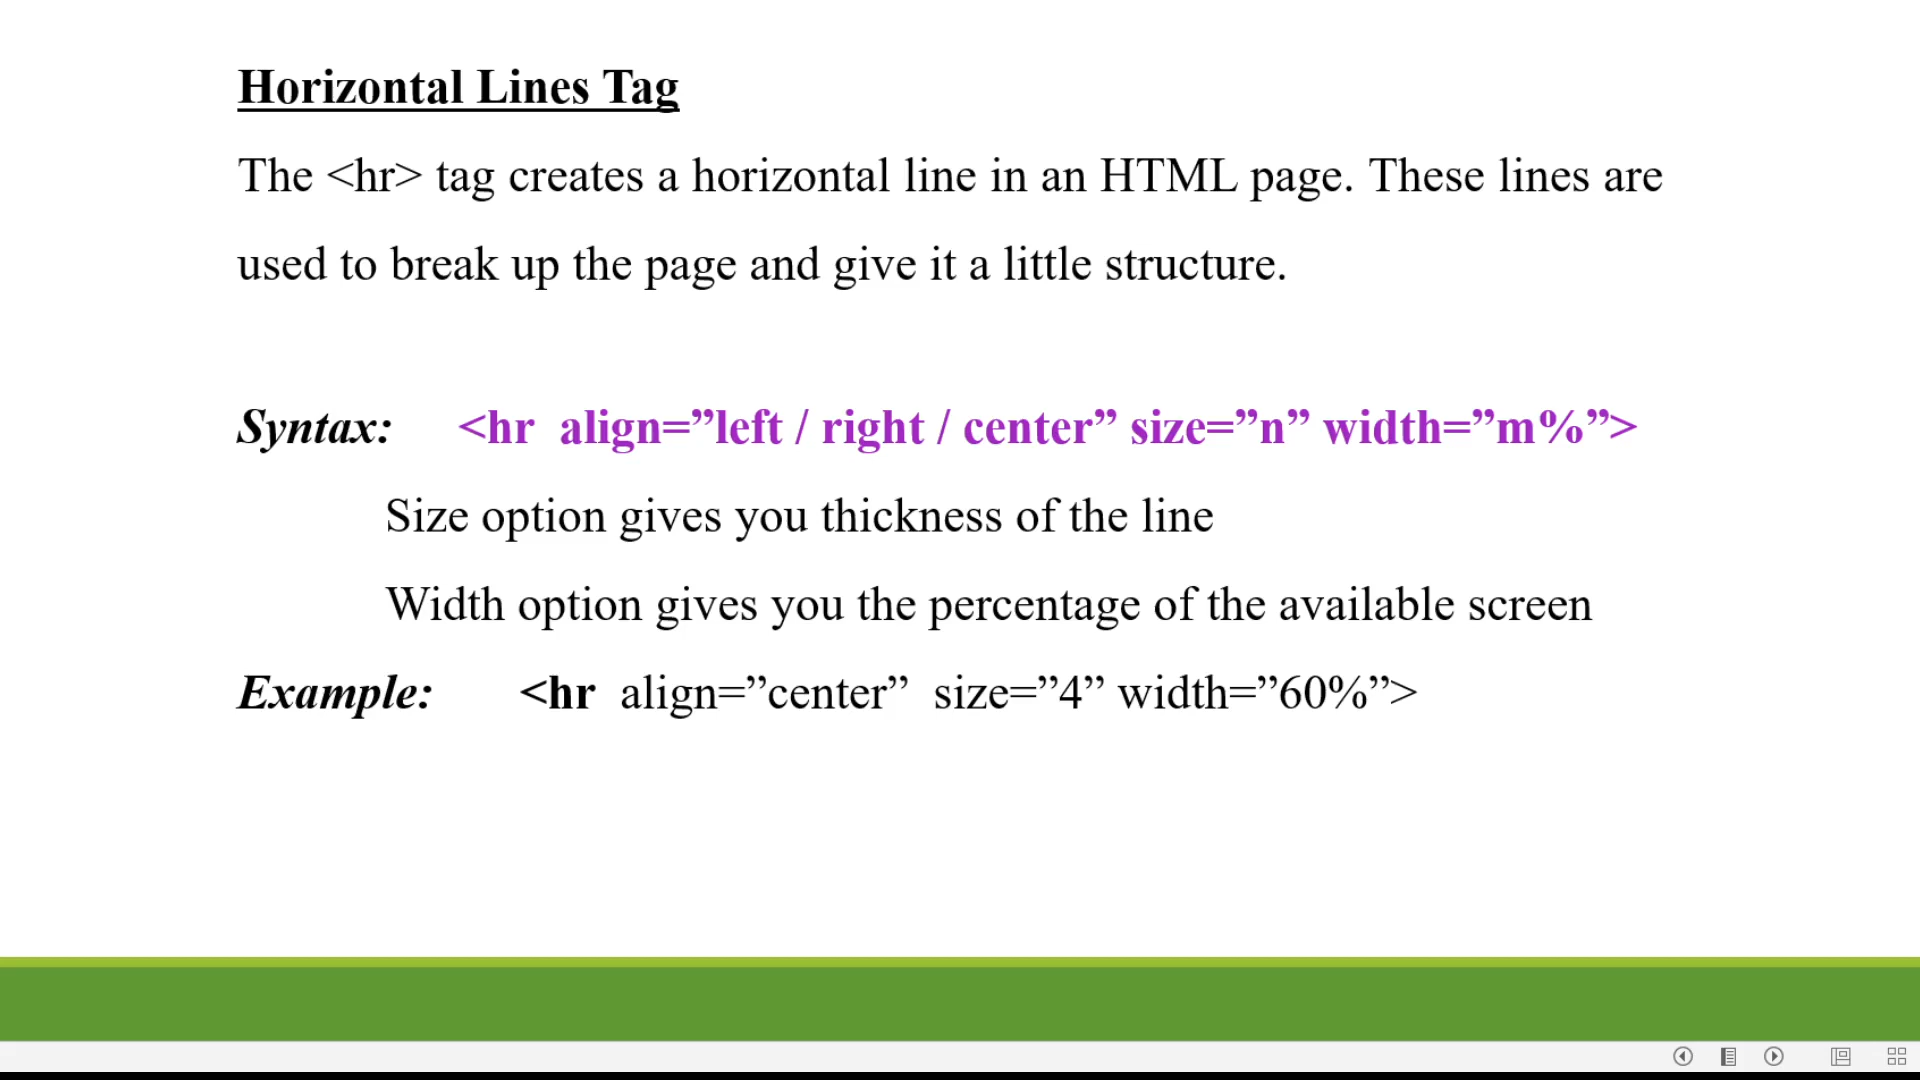 Horizontal Lines Tag
The <hr> tag creates a horizontal line in an HTML page. These lines are
used to break up the page and give it a little structure.
Syntax: <hr  align=”left / right / center” size=”n” width=”m%”>
Size option gives you thickness of the line
Width option gives you the percentage of the available screen
Example: <hr  align=”center”  size=”4” width=”60%”>